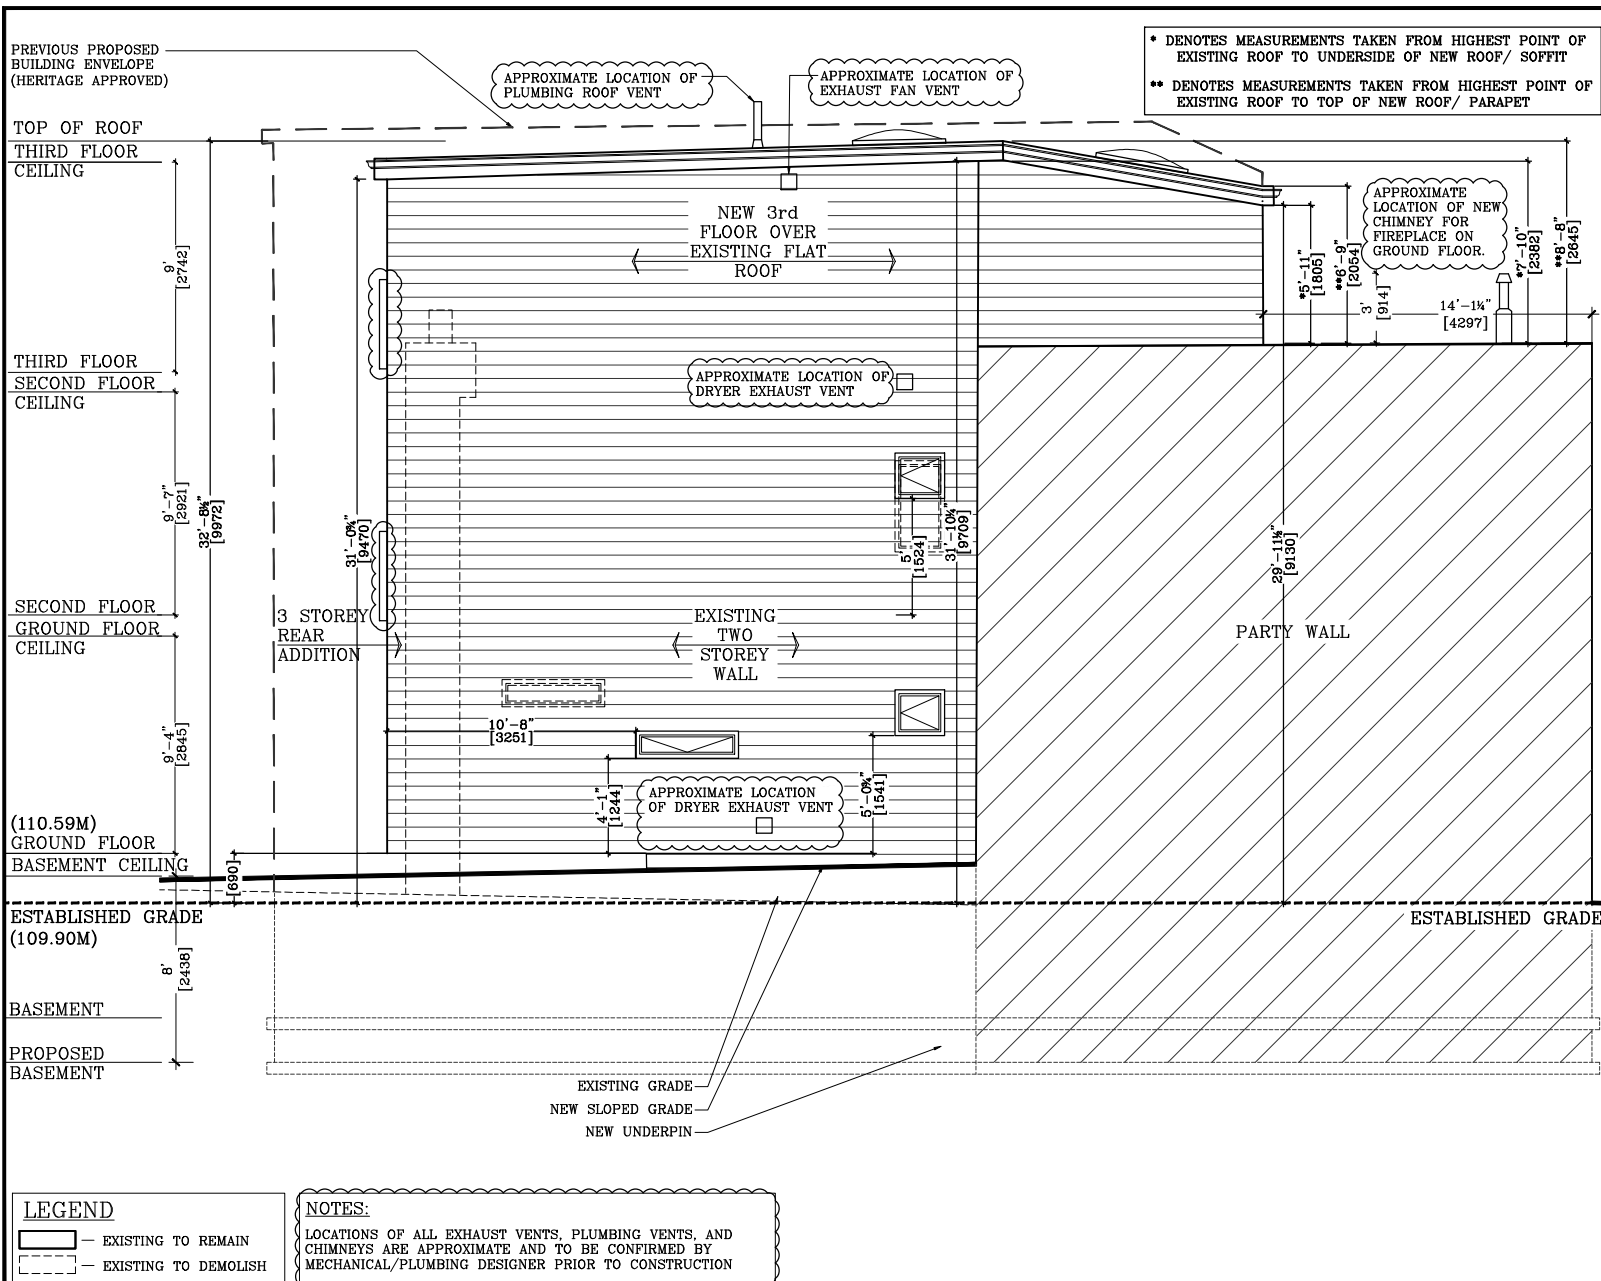 PREVIOUS PROPOSED
BUILDING ENVELOPE
(HERITAGE APPROVED)
APPROXIMATE LOCATION OF
PLUMBING ROOF VENT
APPROXIMATE LOCATION OF
EXHAUST FAN VENT
* DENOTES MEASUREMENTS TAKEN FROM HIGHEST POINT OF
EXISTING ROOF TO UNDERSIDE OF NEW ROOF/ SOFFIT
** DENOTES MEASUREMENTS TAKEN FROM HIGHEST POINT OF
EXISTING ROOF TO TOP OF NEW ROOF/ PARAPET
TOP OF ROOF
THIRD FLOOR
CEILING
NEW 3rd
FLOOR OVER
EXISTING FLAT
ROOF
APPROXIMATE
LOCATION OF NEW
CHIMNEY FOR
FIREPLACE ON
GROUND FLOOR.
9'
[2742]
*5'-11"
[1805]
**6'-9"
[2054]
3'
[914]
*7'-10"
[2382]
**8'-8"
[2645]
14'-1¼"
[4297]
THIRD FLOOR
SECOND FLOOR
CEILING
APPROXIMATE LOCATION OF
DRYER EXHAUST VENT
9'-7"
[2921]
32'-8½"
[9972]
31'-0¾"
[9470]
5'
[1524]
31'-10¼"
[9709]
29'-11½"
[9130]
SECOND FLOOR
GROUND FLOOR
CEILING
3 STOREY
REAR
ADDITION
EXISTING
TWO
STOREY
WALL
PARTY WALL
9'-4"
[2845]
10'-8"
[3251]
4'-1"
[1244]
APPROXIMATE LOCATION
OF DRYER EXHAUST VENT
5'-0¾"
[1541]
(110.59M)
GROUND FLOOR
BASEMENT CEILING
[690]
ESTABLISHED GRADE
(109.90M)
ESTABLISHED GRADE
8'
[2438]
BASEMENT
PROPOSED
BASEMENT
EXISTING GRADE
NEW SLOPED GRADE
NEW UNDERPIN
LEGEND
— EXISTING TO REMAIN
— EXISTING TO DEMOLISH
NOTES:
LOCATIONS OF ALL EXHAUST VENTS, PLUMBING VENTS, AND
CHIMNEYS ARE APPROXIMATE AND TO BE CONFIRMED BY
MECHANICAL/PLUMBING DESIGNER PRIOR TO CONSTRUCTION